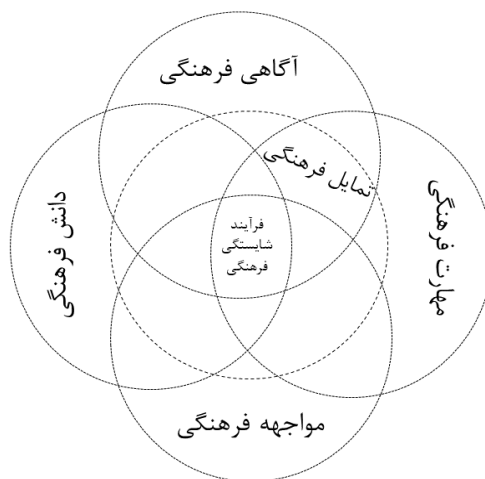 آگاهی فرهنگی
تمایل فرهنگی
مهارت فرهنگی
دانش فرهنگی
فرآیند
شایستگی
فرهنگی
مواجهه فرهنگی